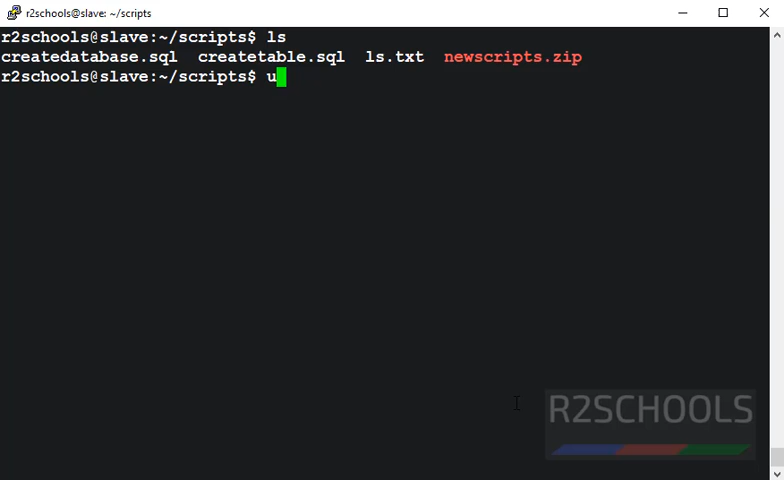 r2schools@slave: ~/scripts
r2schools@slave:~/scripts$ ls
createdatabase.sql  createtable.sql  ls.txt  newscripts.zip
r2schools@slave:~/scripts$ u
R2SCHOOLS